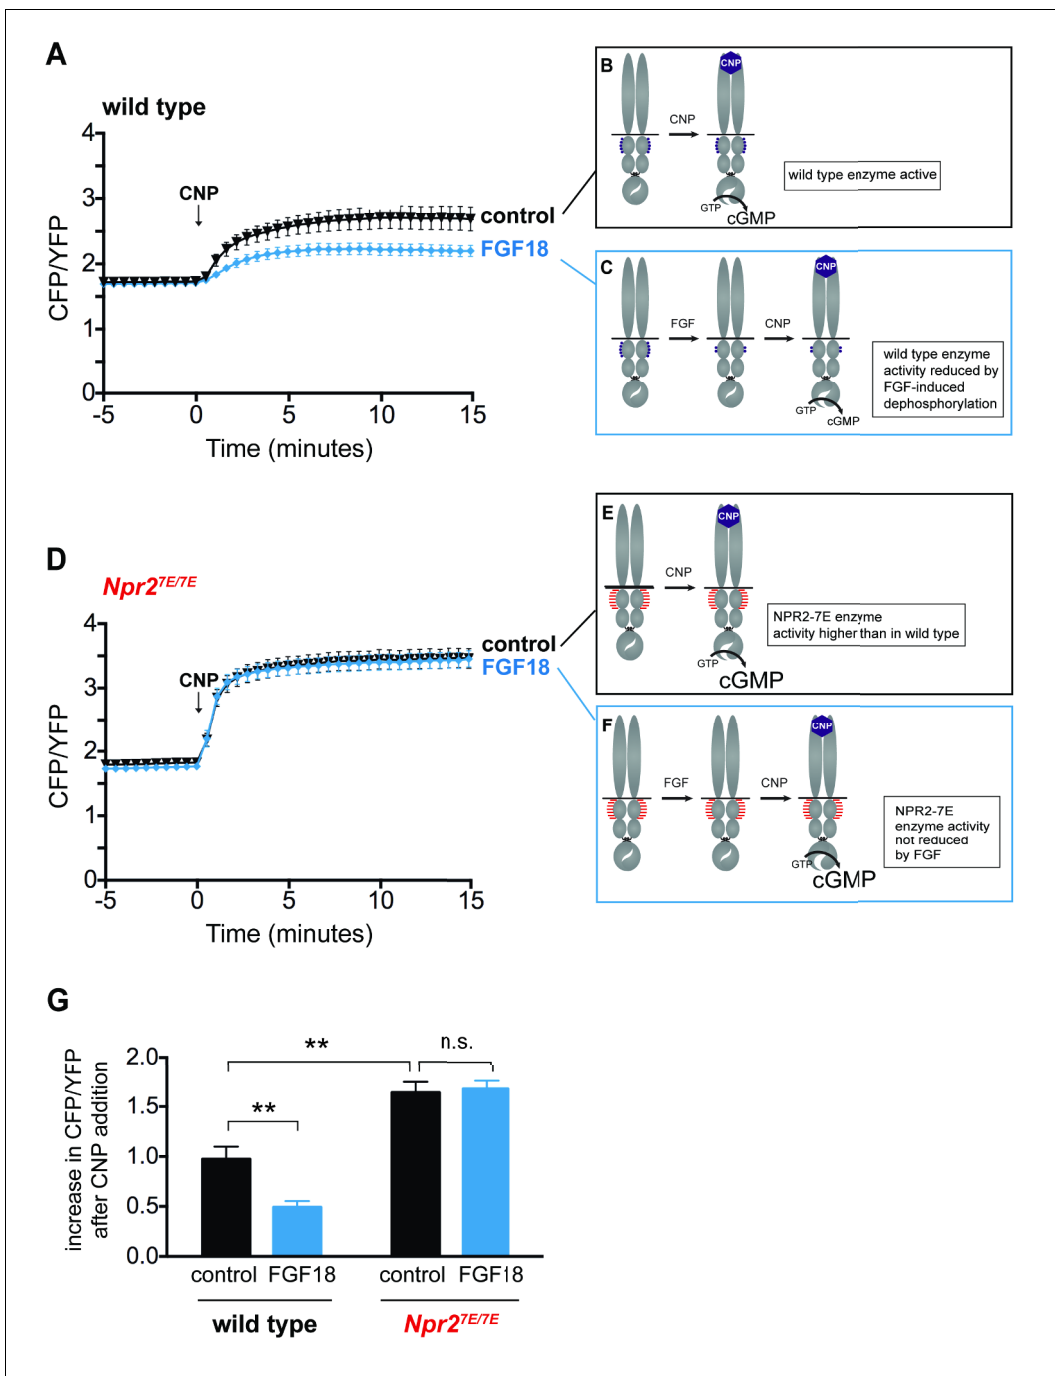 A
wild type
4
3
2
1
0
CFP/YFP
CNP
control
FGF18
-5
0
5
10
15
Time (minutes)
B
CNP
CNP
GTP
cGMP
wild type enzyme active
C
FGF
CNP
CNP
GTP
cGMP
wild type enzyme
activity reduced by
FGF-induced
dephosphorylation
D
Npr2 7E/7E
4
3
2
1
0
CFP/YFP
CNP
control
FGF18
-5
0
5
10
15
Time (minutes)
E
CNP
CNP
GTP
cGMP
NPR2-7E enzyme
activity higher than in wild type
F
FGF
CNP
CNP
GTP
cGMP
NPR2-7E
enzyme activity
not reduced
by FGF
G
increase in CFP/YFP
after CNP addition
2.0
1.5
1.0
0.5
0.0
**
**
n.s.
control FGF18 control FGF18
wild type Npr2 7E/7E